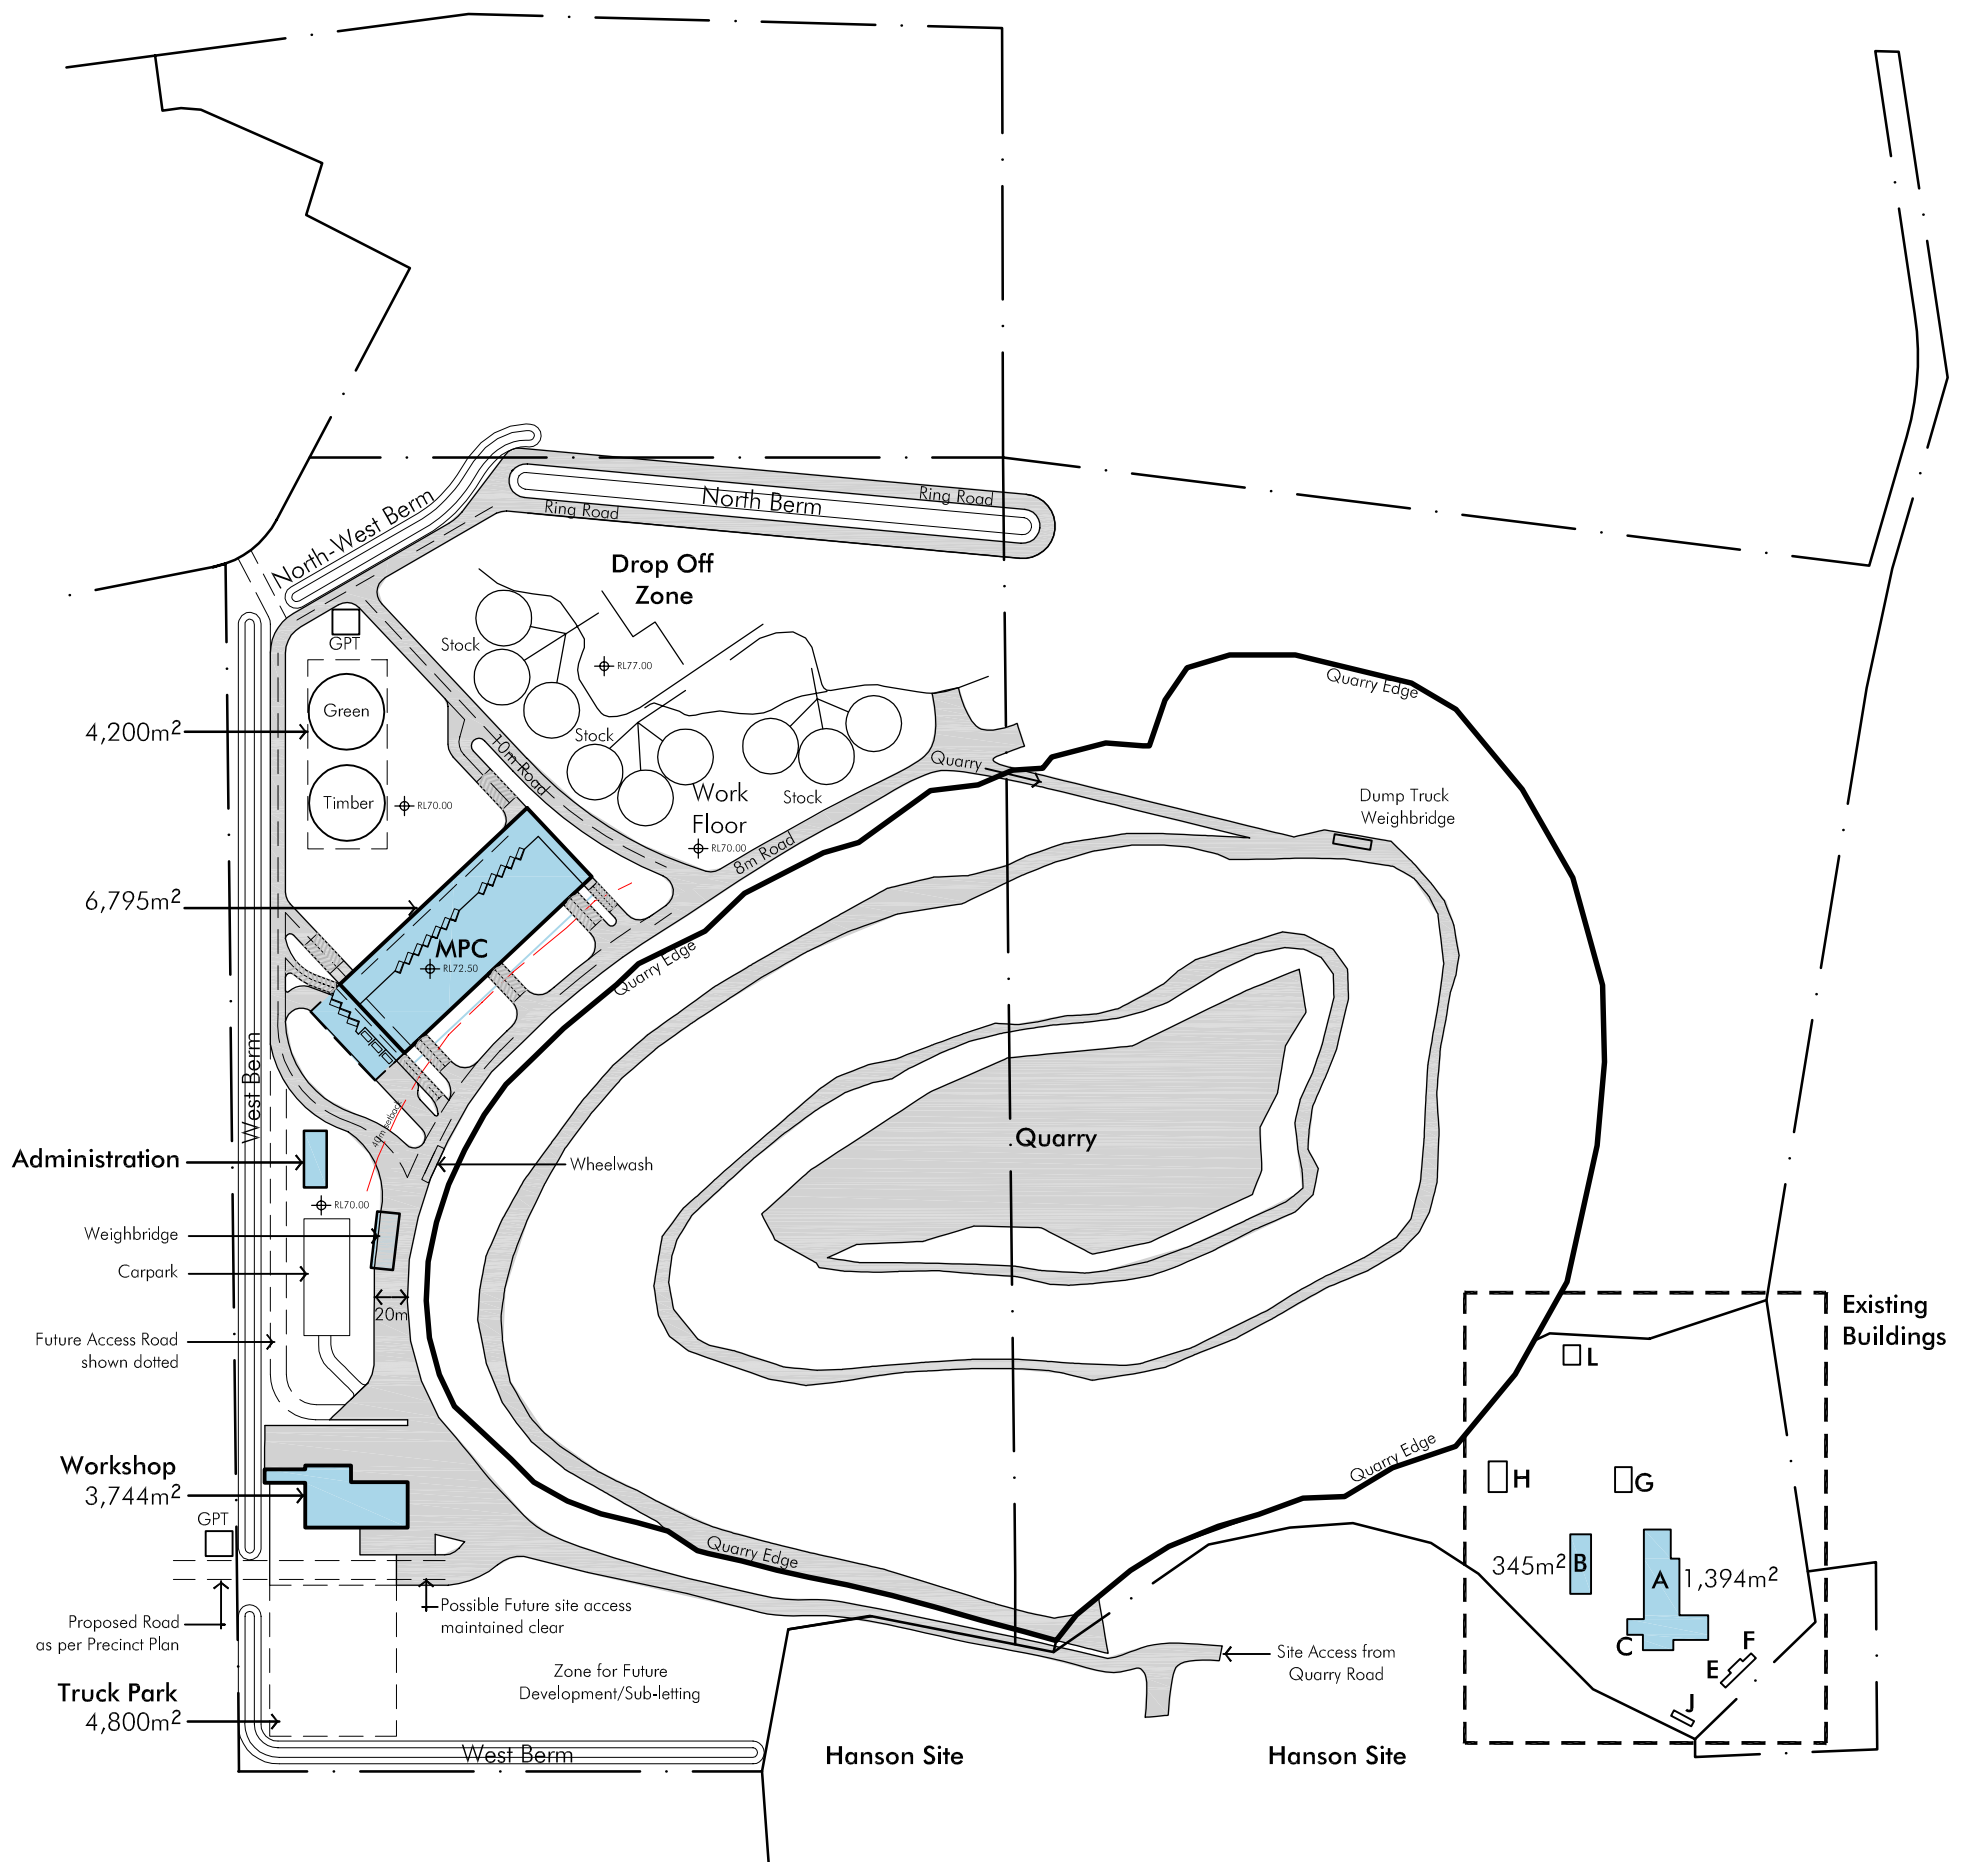 North-West Berm
North Berm
Ring Road
Ring Road
Drop Off
Zone
GPT
Stock
RL77.00
Green
4,200m²
Timber
RL70.00
10m Road
Stock
Work
Floor
RL70.00
Stock
8m Road
Quarry
Quarry Edge
Dump Truck
Weighbridge
6,795m²
MPC
RL72.50
Quarry Edge
West Berm
40m setback
Quarry
Administration
Wheelwash
RL70.00
Weighbridge
Carpark
20m
Future Access Road
shown dotted
Existing
Buildings
L
Workshop
3,744m²
GPT
Quarry Edge
Quarry Edge
H
G
345m²
B
A
1,394m²
C
F
E
J
Proposed Road
as per Precinct Plan
Possible Future site access
maintained clear
Zone for Future
Development/Sub-letting
Site Access from
Quarry Road
Truck Park
4,800m²
West Berm
Hanson Site
Hanson Site